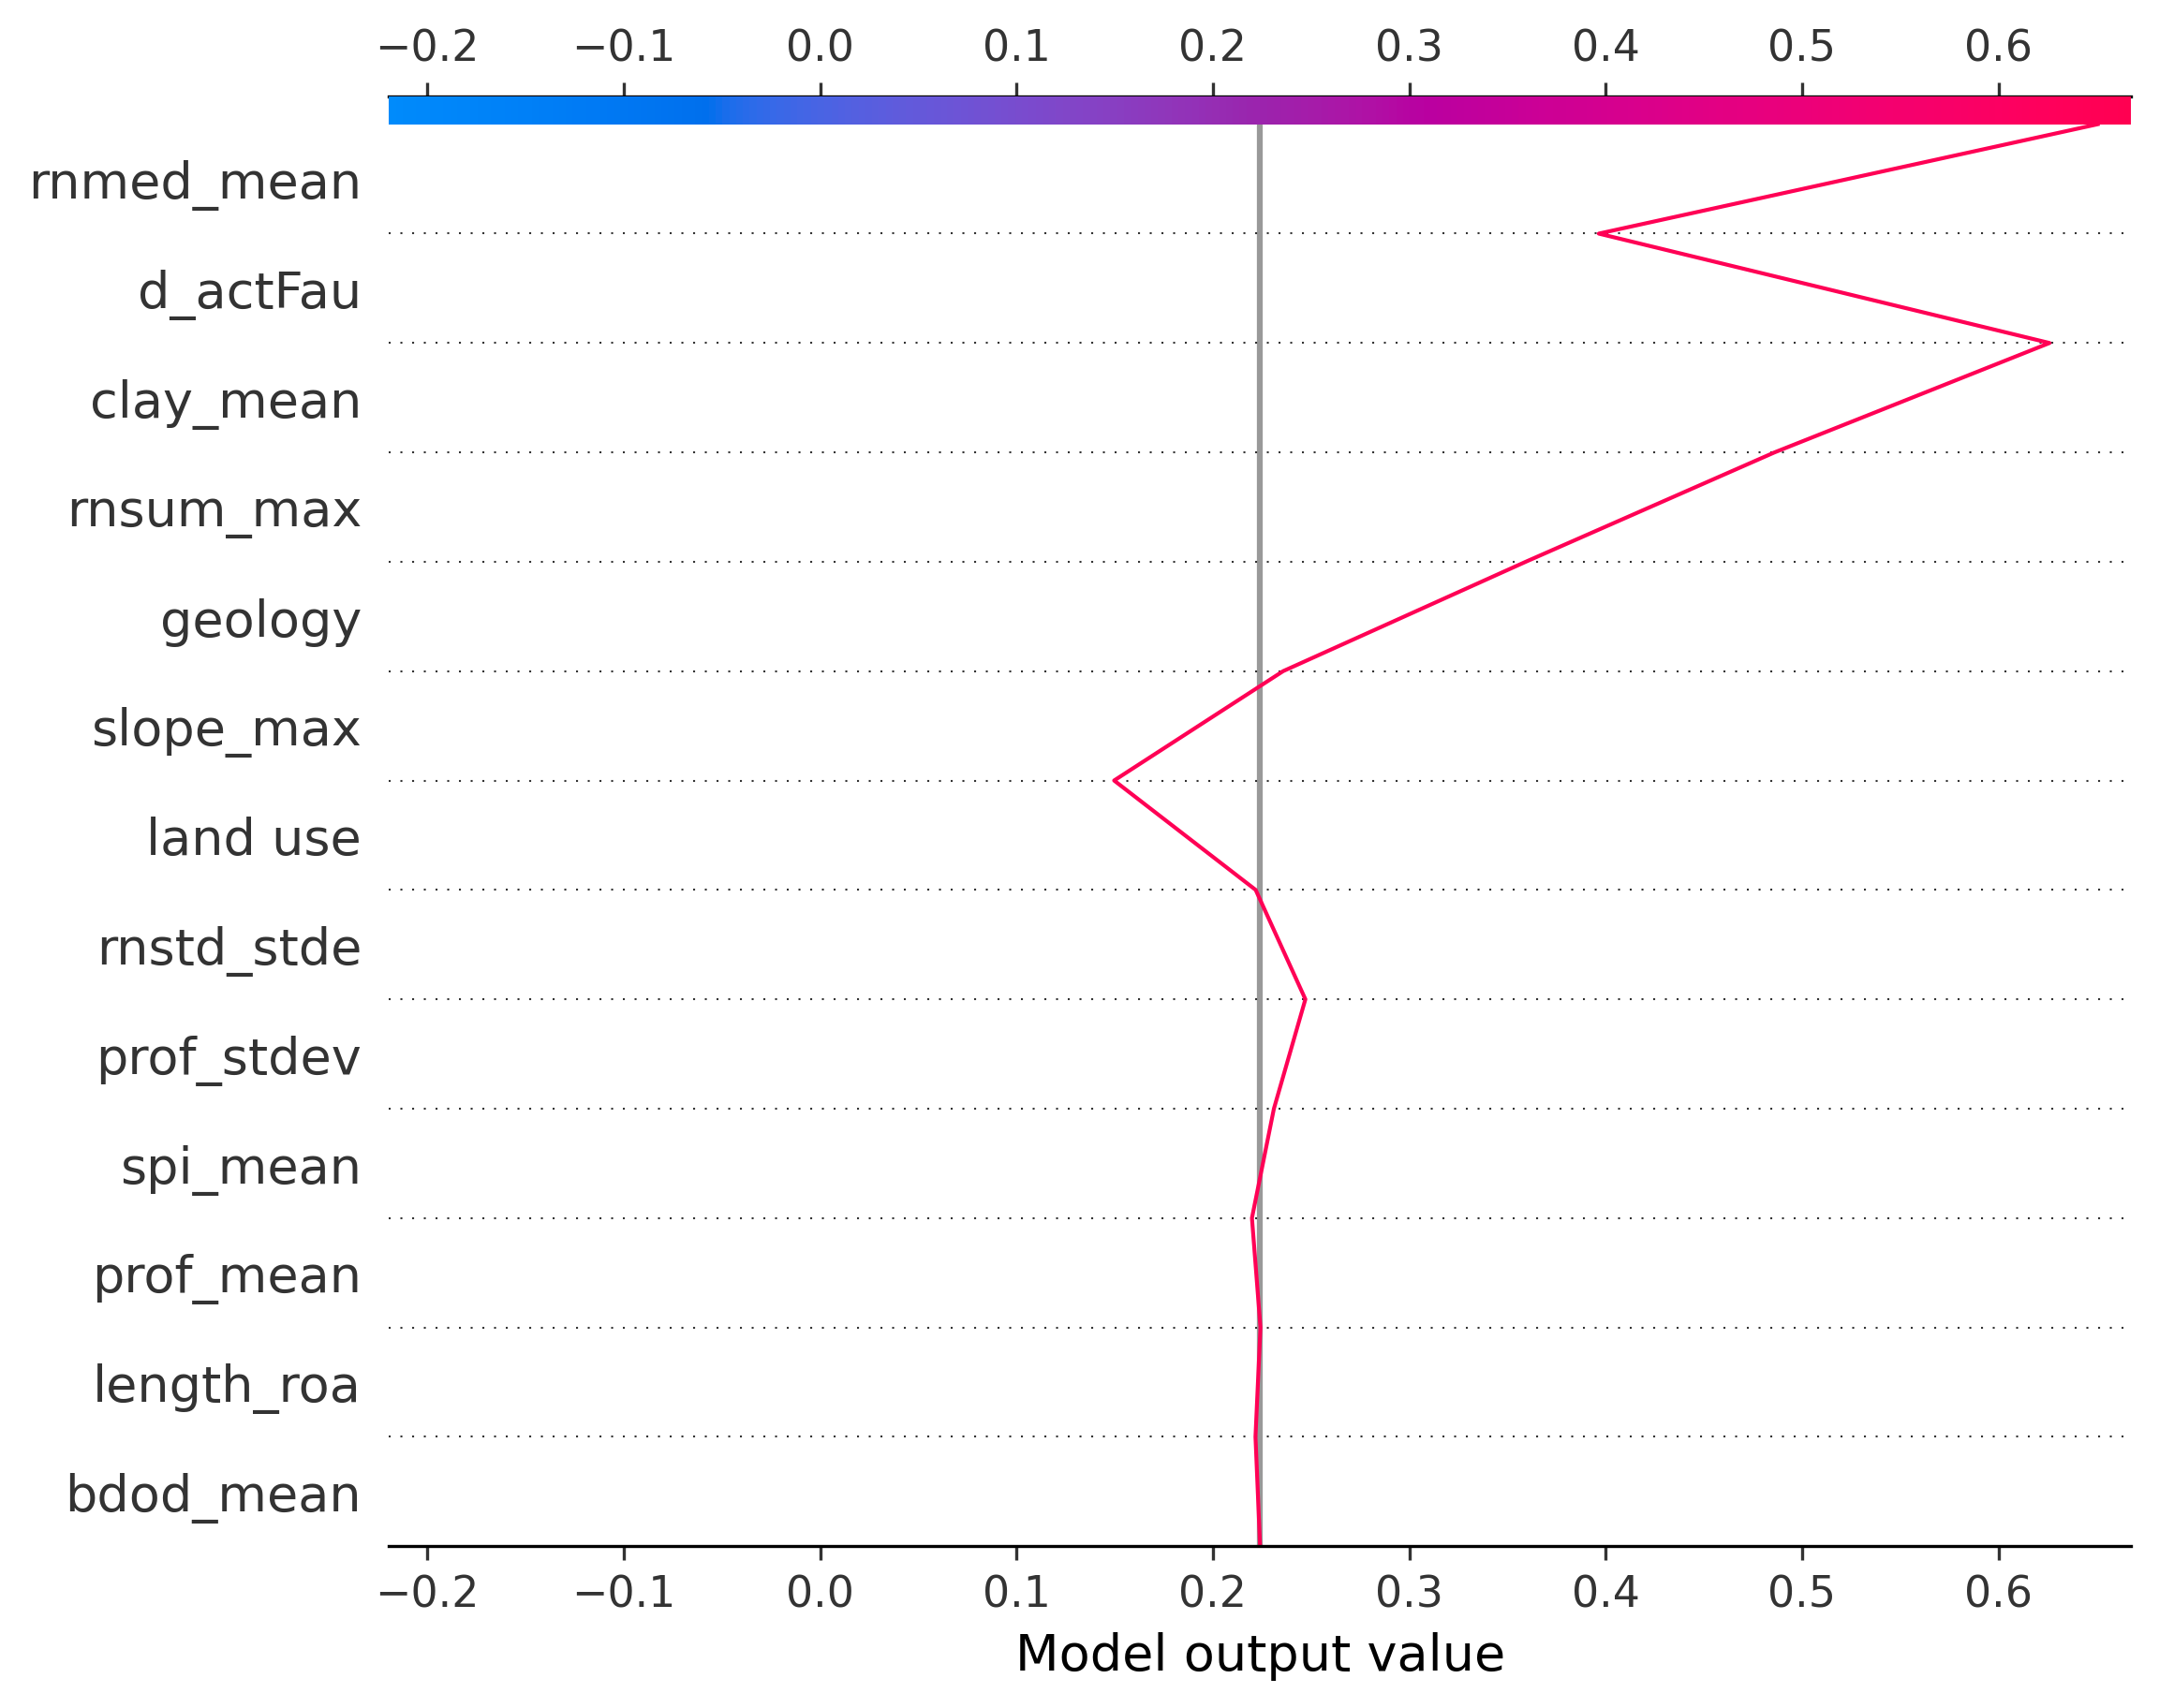 −0.2 −0.1 0.0 0.1 0.2 0.3 0.4 0.5 0.6
rnmed_mean
d_actFau
clay_mean
rnsum_max
geology
slope_max
land use
rnstd_stde
prof_stdev
spi_mean
prof_mean
length_roa
bdod_mean
−0.2 −0.1 0.0 0.1 0.2 0.3 0.4 0.5 0.6
Model output value